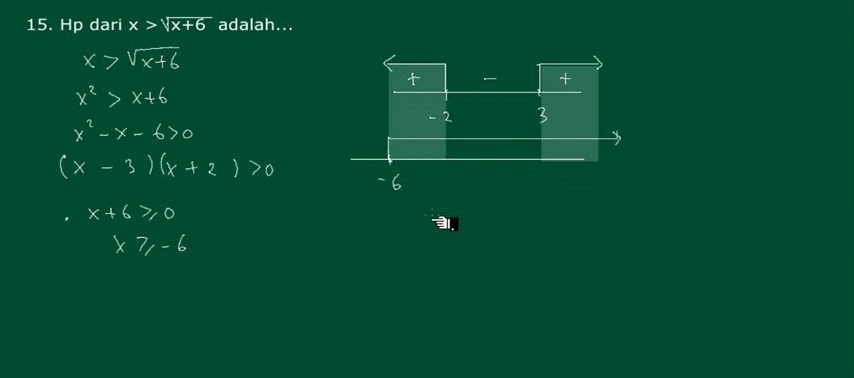 15. Hp dari x > √x+6 adalah...
x > √x+6
x² > x+6
x² - x - 6 > 0
(x - 3)(x + 2) > 0
. x + 6 ≥ 0
x ≥ -6
+ - +
-2 3
-6